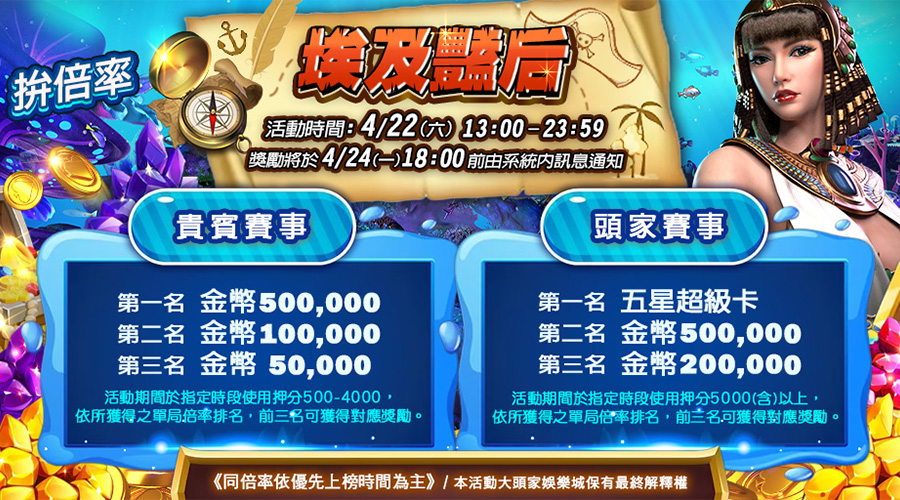 拚倍率
埃及豔后
活動時間：4/22(六) 13:00-23:59
獎勵將於 4/24(一)18:00 前由系統內訊息通知
貴賓賽事
第一名 金幣500,000
第二名 金幣100,000
第三名 金幣 50,000
活動期間於指定時段使用押分500-4000，
依所獲得之單局倍率排名，前三名可獲得對應獎勵。
頭家賽事
第一名 五星超級卡
第二名 金幣500,000
第三名 金幣200,000
活動期間於指定時段使用押分5000(含)以上，
依所獲得之單局倍率排名，前三名可獲得對應獎勵。
《同倍率依優先上榜時間為主》/ 本活動大頭家娛樂城保有最終解釋權